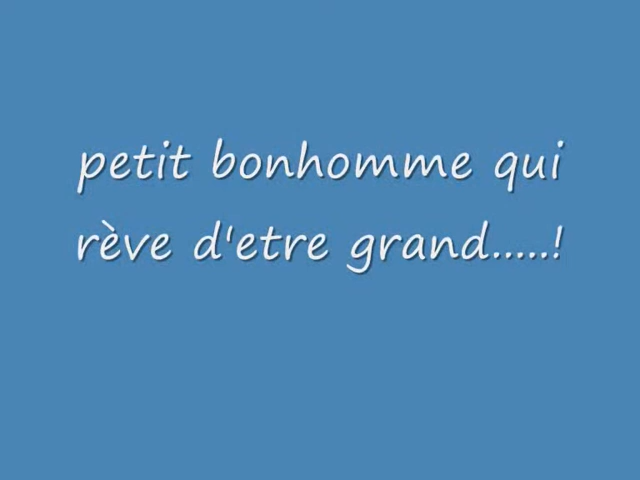 petit bonhomme qui
rève d'etre grand.....!